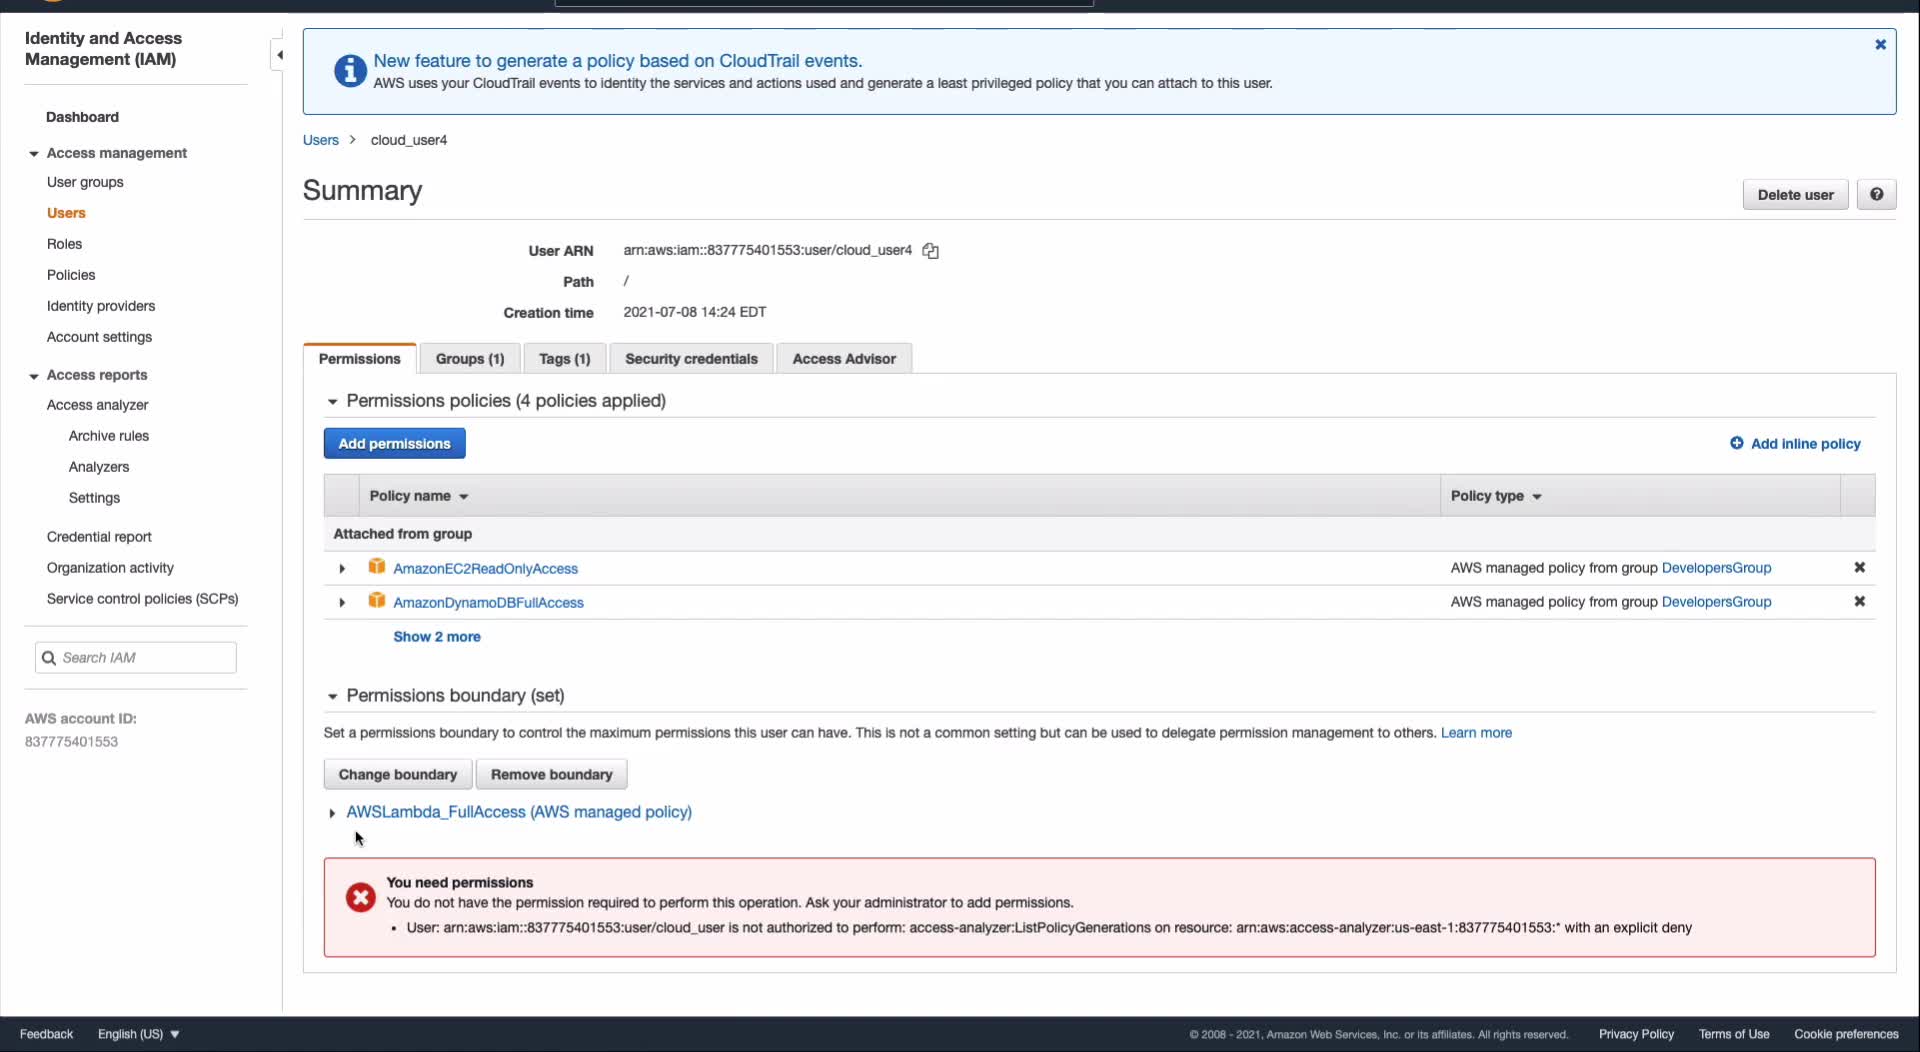 Identity and Access
Management (IAM)
Dashboard
Access management
User groups
Users
Roles
Policies
Identity providers
Account settings
Access reports
Access analyzer
Archive rules
Analyzers
Settings
Credential report
Organization activity
Service control policies (SCPs)
Search IAM
AWS account ID:
837775401553
New feature to generate a policy based on CloudTrail events.
AWS uses your CloudTrail events to identify the services and actions used and generate a least privileged policy that you can attach to this user.
Users > cloud_user4
Summary
Delete user
User ARN arn:aws:iam::837775401553:user/cloud_user4
Path /
Creation time 2021-07-08 14:24 EDT
Permissions Groups (1) Tags (1) Security credentials Access Advisor
Permissions policies (4 policies applied)
Add permissions Add inline policy
Policy name Policy type
Attached from group
AmazonEC2ReadOnlyAccess AWS managed policy from group DevelopersGroup
AmazonDynamoDBFullAccess AWS managed policy from group DevelopersGroup
Show 2 more
Permissions boundary (set)
Set a permissions boundary to control the maximum permissions this user can have. This is not a common setting but can be used to delegate permission management to others. Learn more
Change boundary Remove boundary
AWSLambda_FullAccess (AWS managed policy)
You need permissions
You do not have the permission required to perform this operation. Ask your administrator to add permissions.
• User: arn:aws:iam::837775401553:user/cloud_user is not authorized to perform: access-analyzer:ListPolicyGenerations on resource: arn:aws:access-analyzer:us-east-1:837775401553:* with an explicit deny
Feedback English (US) © 2008 - 2021, Amazon Web Services, Inc. or its affiliates. All rights reserved. Privacy Policy Terms of Use Cookie preferences